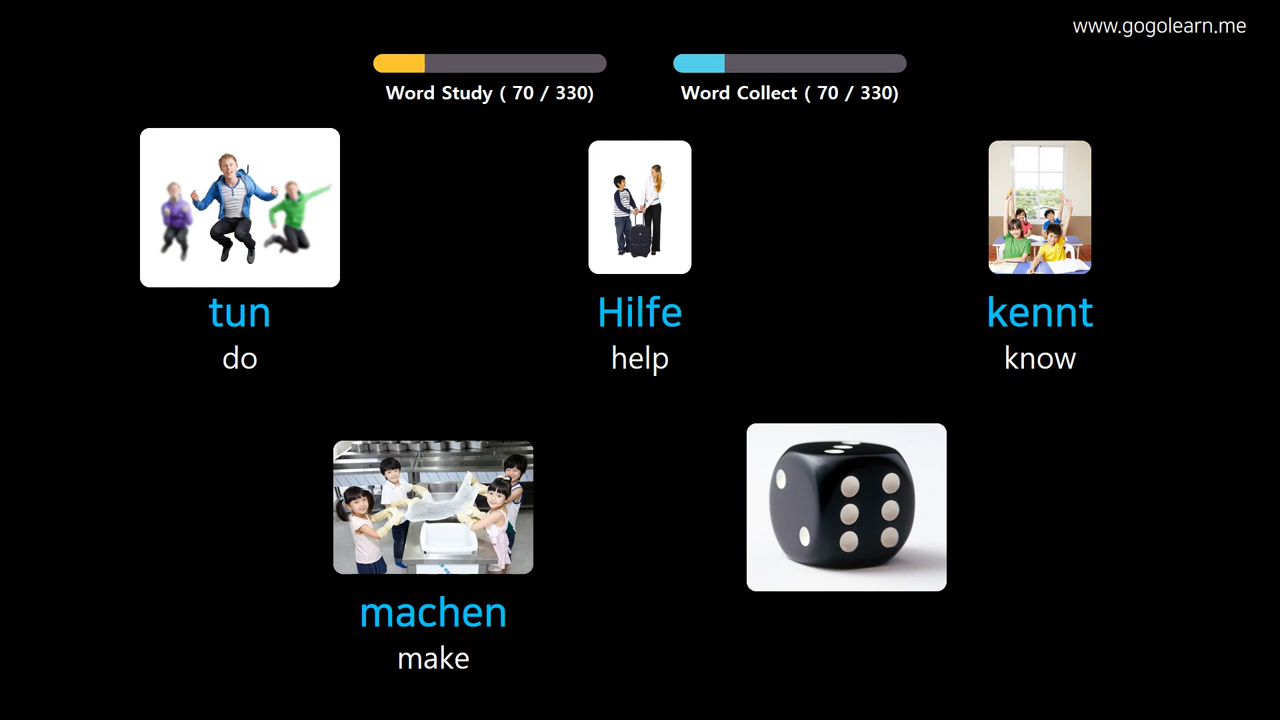 www.gogolearn.me
Word Study ( 70 / 330)
Word Collect ( 70 / 330)
tun
do
Hilfe
help
kennt
know
machen
make